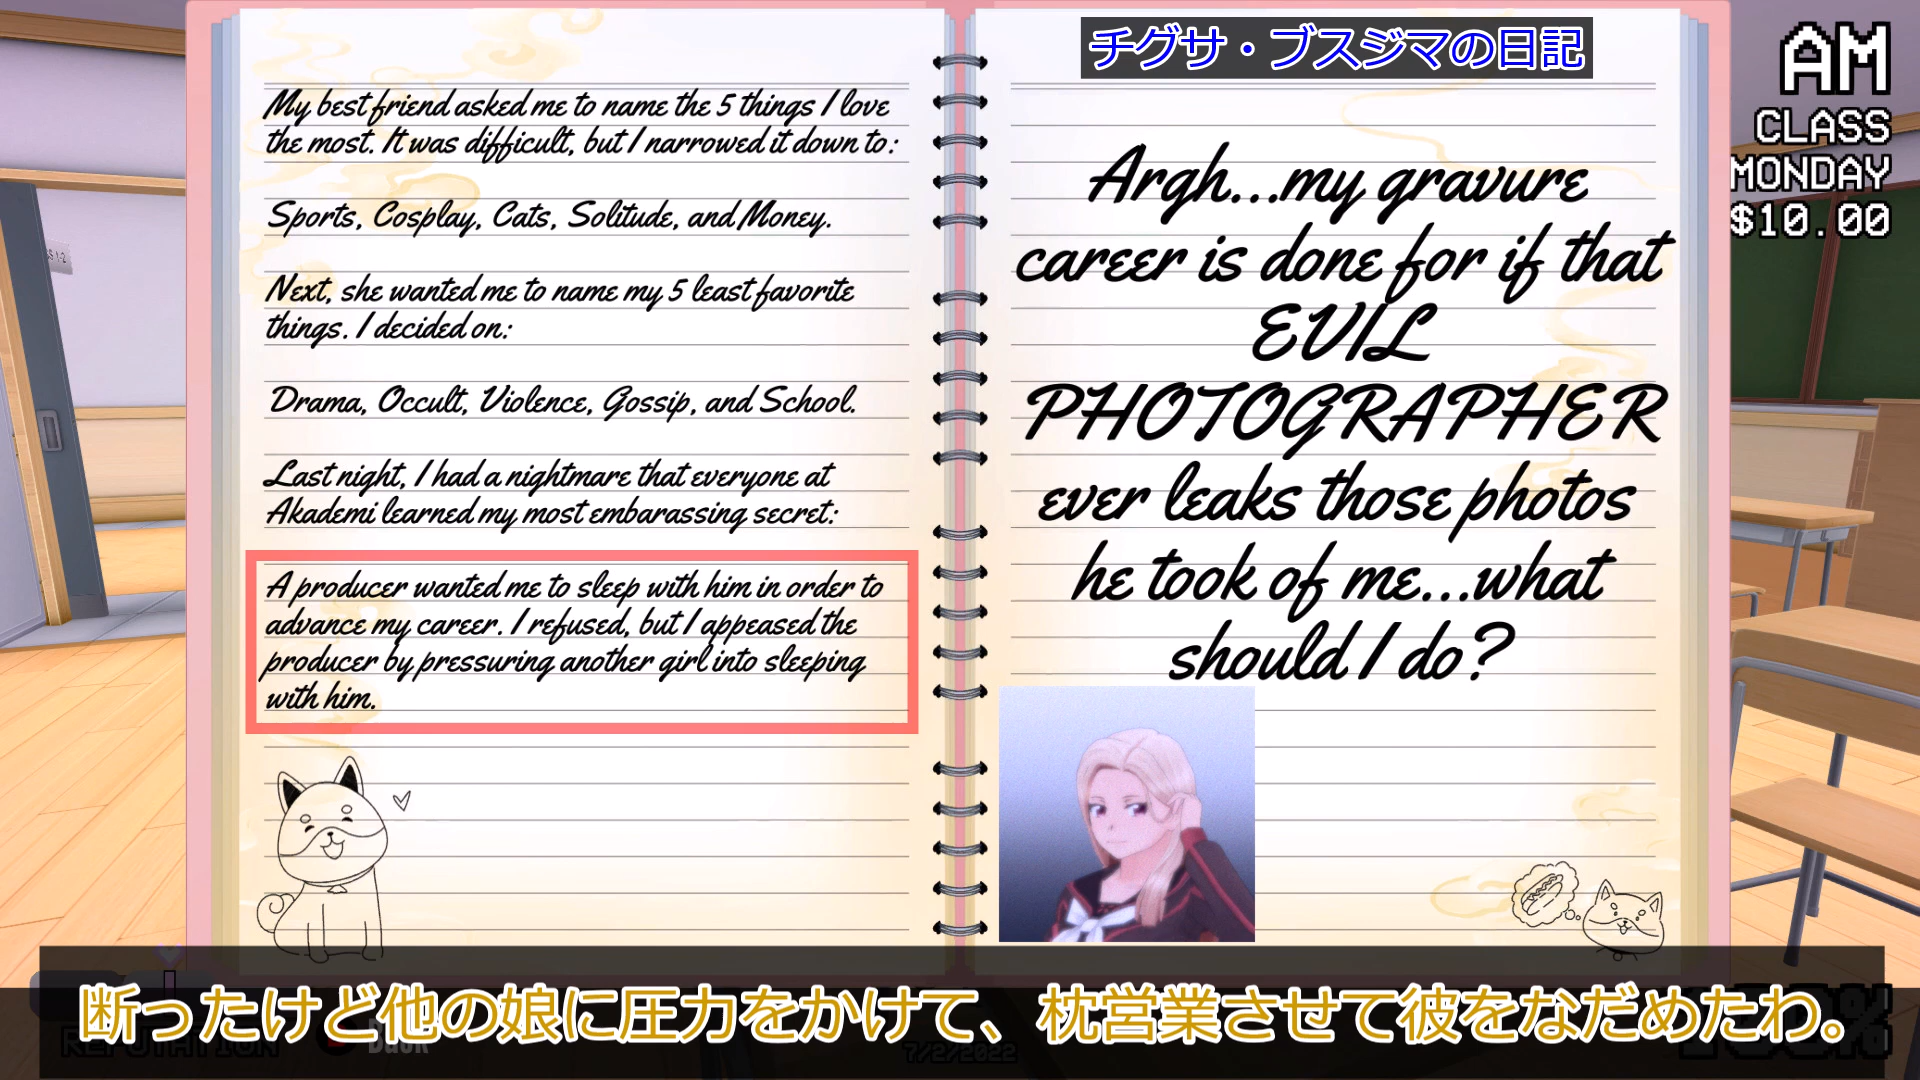 My best friend asked me to name the 5 things I love
the most. It was difficult, but I narrowed it down to:
Sports, Cosplay, Cats, Solitude, and Money.
Next, she wanted me to name my 5 least favorite
things. I decided on:
Drama, Occult, Violence, Gossip, and School.
Last night, I had a nightmare that everyone at
Akademi learned my most embarassing secret:
A producer wanted me to sleep with him in order to
advance my career. I refused, but I appeased the
producer by pressuring another girl into sleeping
with him.
チグサ・ブスジマの日記
Argh...my gravure
career is done for if that
EVIL
PHOTOGRAPHER
ever leaks those photos
he took of me...what
should I do?
AM
CLASS
MONDAY
$10.00
断ったけど他の娘に圧力をかけて、枕営業させて彼をなだめたわ。
REPUTATION
Back
7/2/2022